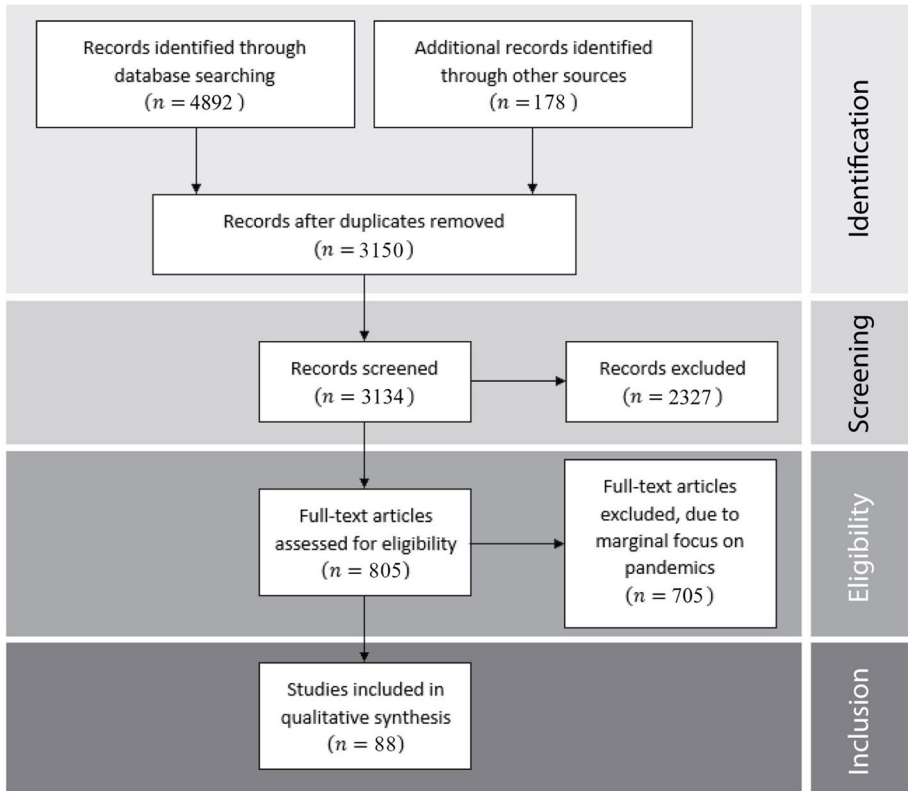 Records identified through
database searching
(n = 4892)
Additional records identified
through other sources
(n = 178)
Records after duplicates removed
(n = 3150)
Identification
Records screened
(n = 3134)
Records excluded
(n = 2327)
Screening
Full-text articles
assessed for eligibility
(n = 805)
Full-text articles
excluded, due to
marginal focus on
pandemics
(n = 705)
Eligibility
Studies included in
qualitative synthesis
(n = 88)
Inclusion